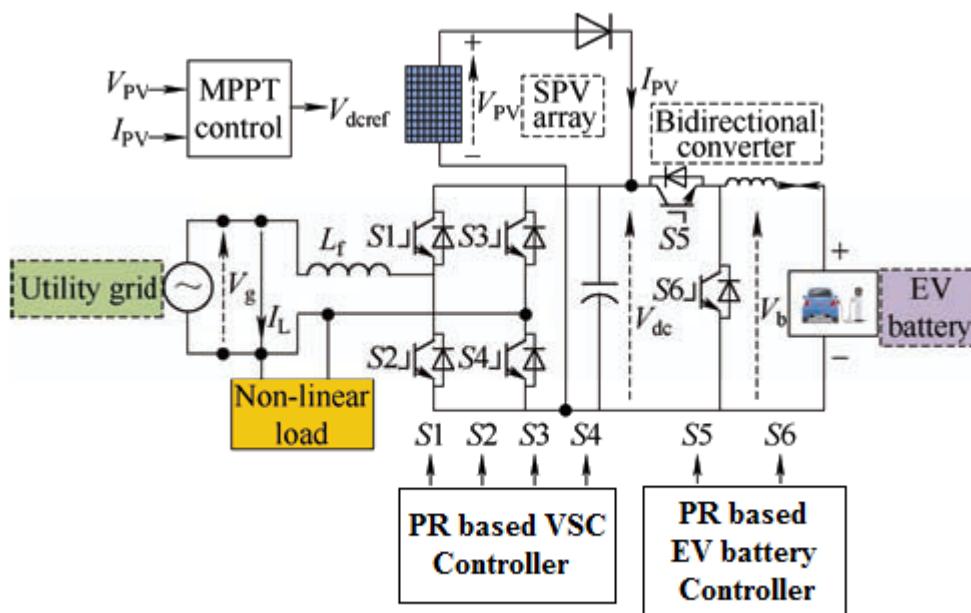 V_PV
I_PV
MPPT
control
V_dcref
+
V_PV
−
SPV
array
I_PV
Bidirectional
converter
S5
Utility grid
~
V_g
I_L
L_f
S1
S3
S2
S4
Non-linear
load
V_dc
S6
V_b
+
−
EV
battery
S1 S2 S3 S4 S5 S6
PR based VSC
Controller
PR based
EV battery
Controller